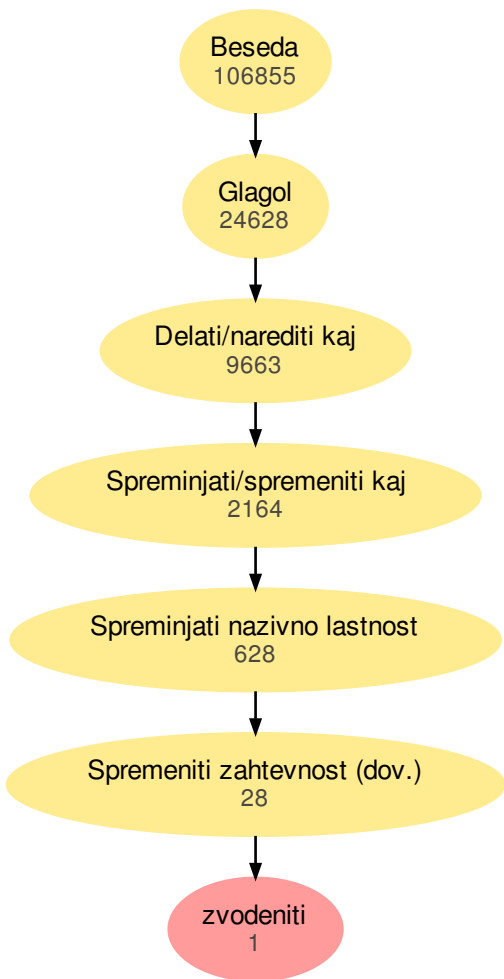 Beseda
106855
Glagol
24628
Delati/narediti kaj
9663
Spreminjati/spremeniti kaj
2164
Spreminjati nazivno lastnost
628
Spremeniti zahtevnost (dov.)
28
zvodeniti
1